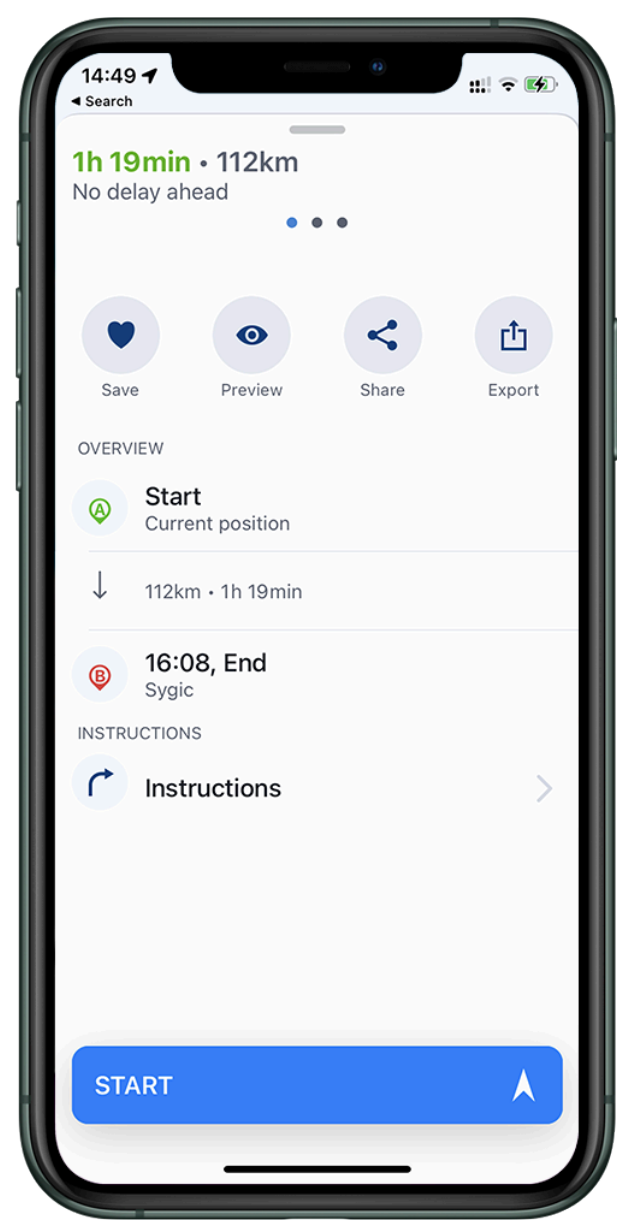 14:49
◀ Search
1h 19min • 112km
No delay ahead
Save
Preview
Share
Export
OVERVIEW
A
Start
Current position
112km • 1h 19min
B
16:08, End
Sygic
INSTRUCTIONS
Instructions
START